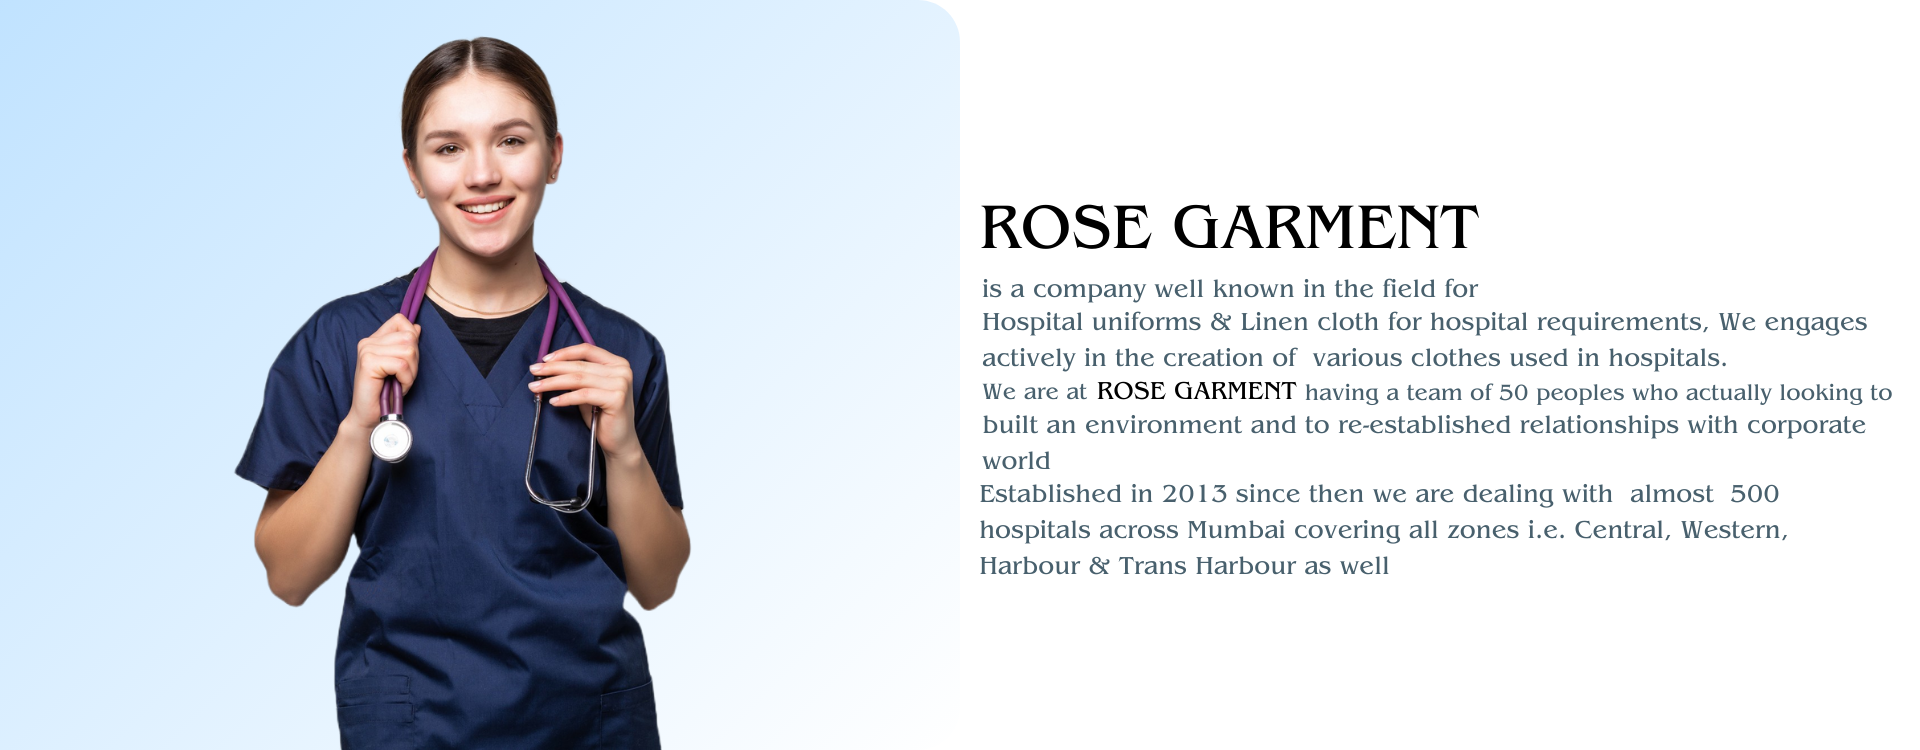 ROSE GARMENT
is a company well known in the field for
Hospital uniforms & Linen cloth for hospital requirements, We engages
actively in the creation of  various clothes used in hospitals.
We are at ROSE GARMENT having a team of 50 peoples who actually looking to
built an environment and to re-established relationships with corporate
world
Established in 2013 since then we are dealing with  almost  500
hospitals across Mumbai covering all zones i.e. Central, Western,
Harbour & Trans Harbour as well